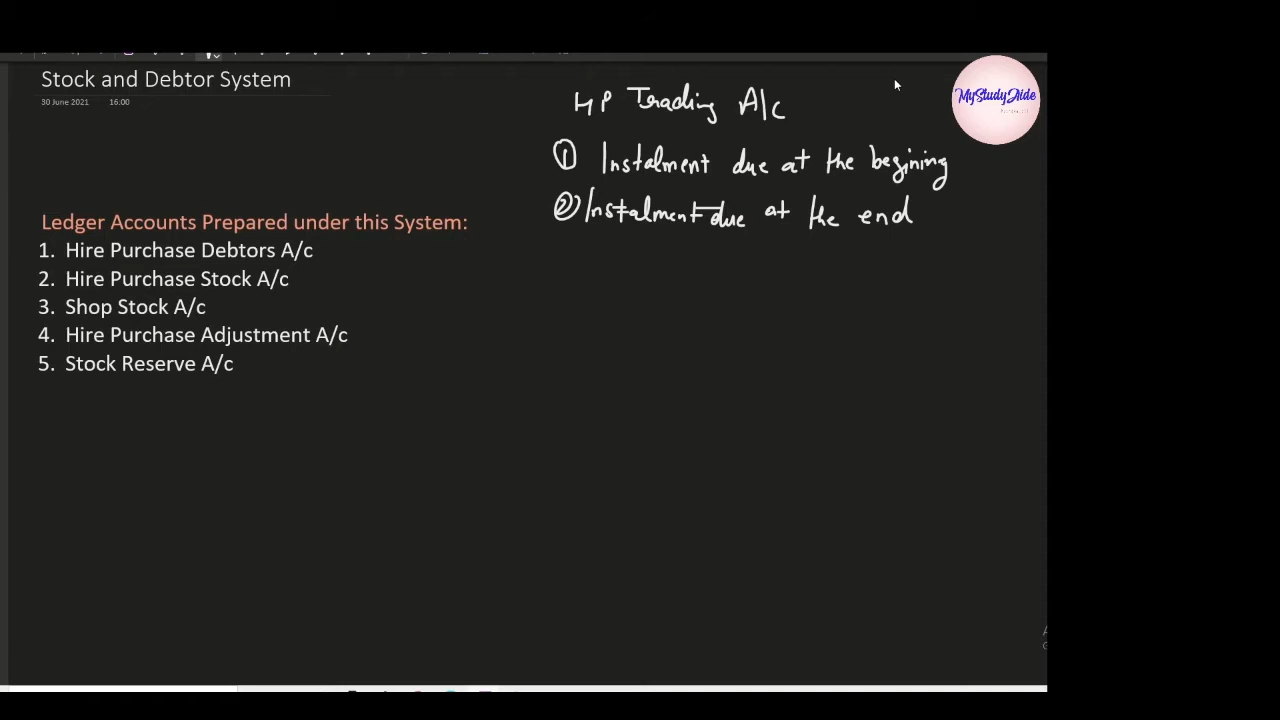 Stock and Debtor System
30 June 2021 16:00
HP Trading A/c
① Instalment due at the begining
② Instalment due at the end
MyStudyAide
Ledger Accounts Prepared under this System:
1. Hire Purchase Debtors A/c
2. Hire Purchase Stock A/c
3. Shop Stock A/c
4. Hire Purchase Adjustment A/c
5. Stock Reserve A/c